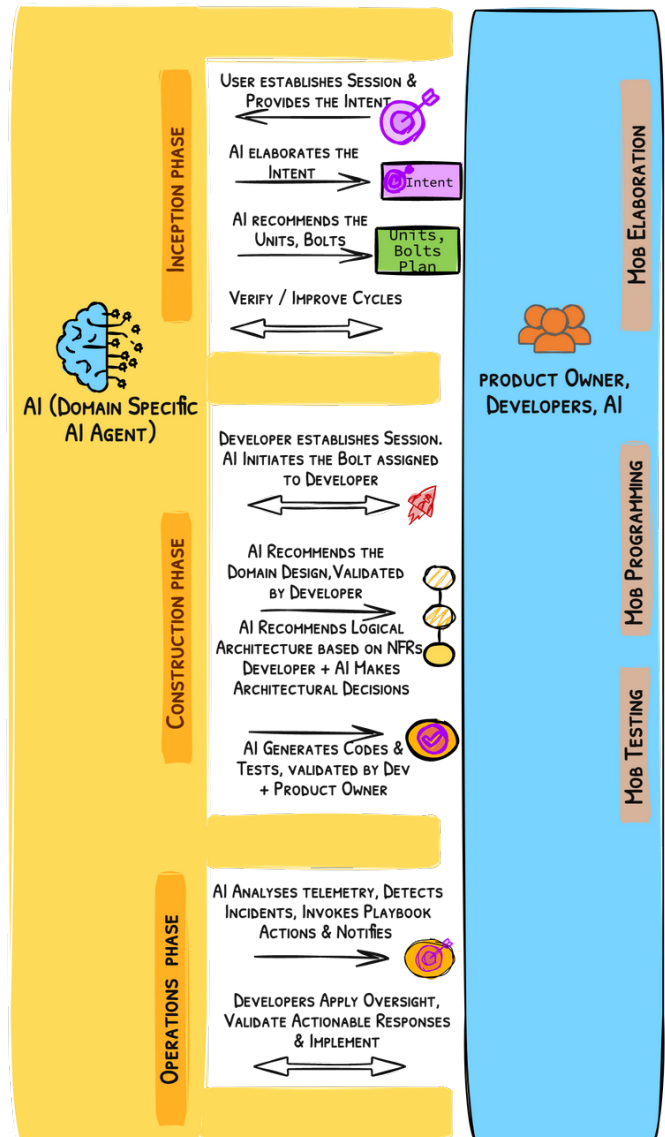 User establishes Session &
Provides the Intent
AI elaborates the
Intent
Intent
AI recommends the
Units, Bolts
Units,
Bolts
Plan
Verify / Improve Cycles
Inception phase
AI (Domain Specific
AI Agent)
Mob Elaboration
product Owner,
Developers, AI
Developer establishes Session.
AI Initiates the Bolt assigned
to Developer
AI Recommends the
Domain Design,Validated
by Developer
AI Recommends Logical
Architecture based on NFRs
Developer + AI Makes
Architectural Decisions
AI Generates Codes &
Tests, validated by Dev
+ Product Owner
Construction phase
Mob Programming
Mob Testing
AI Analyses telemetry, Detects
Incidents, Invokes Playbook
Actions & Notifies
Developers Apply Oversight,
Validate Actionable Responses
& Implement
Operations phase